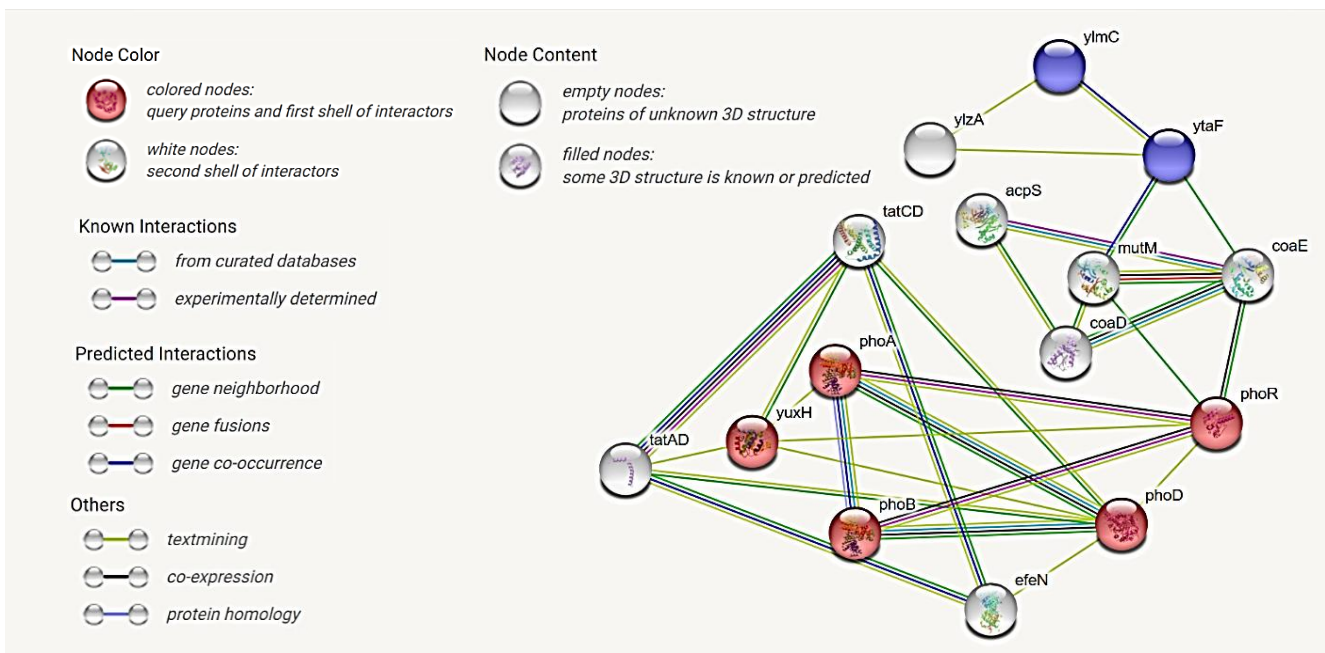 Node Color
colored nodes:
query proteins and first shell of interactors
white nodes:
second shell of interactors
Node Content
empty nodes:
proteins of unknown 3D structure
filled nodes:
some 3D structure is known or predicted
Known Interactions
from curated databases
experimentally determined
Predicted Interactions
gene neighborhood
gene fusions
gene co-occurrence
Others
textmining
co-expression
protein homology
ylmC
ylzA
ytaF
acpS
tatCD
mutM
coaE
coaD
phoA
phoR
yuxH
tatAD
phoD
phoB
efeN